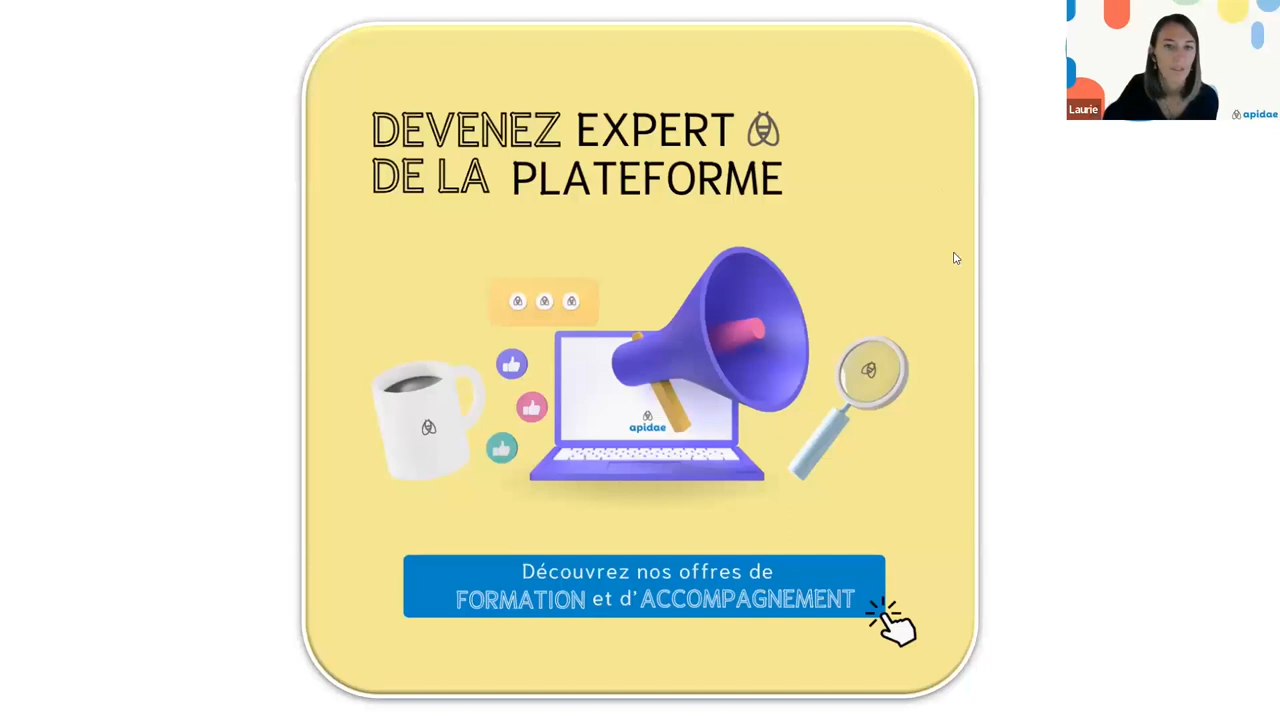 DEVENEZ EXPERT
DE LA PLATEFORME
apidae
Découvrez nos offres de
FORMATION et d'ACCOMPAGNEMENT
Laurie
apidae